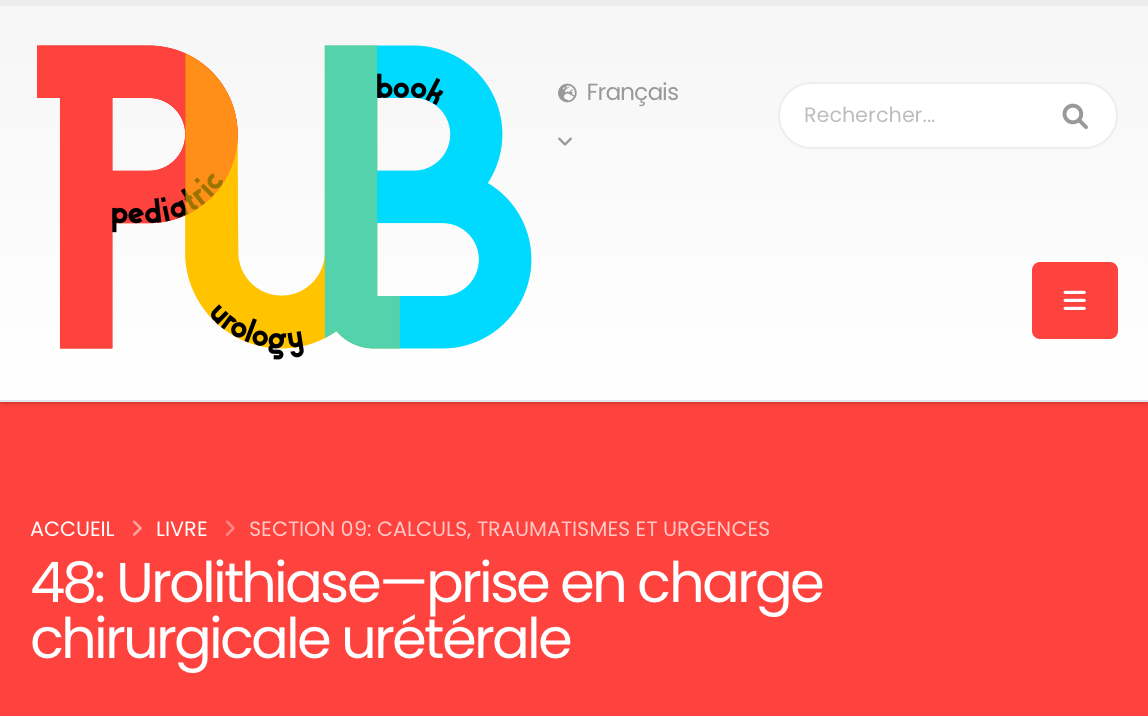 PUB
book
pediatric
urology
Français
Rechercher...
ACCUEIL > LIVRE > SECTION 09: CALCULS, TRAUMATISMES ET URGENCES
48: Urolithiase—prise en charge
chirurgicale urétérale